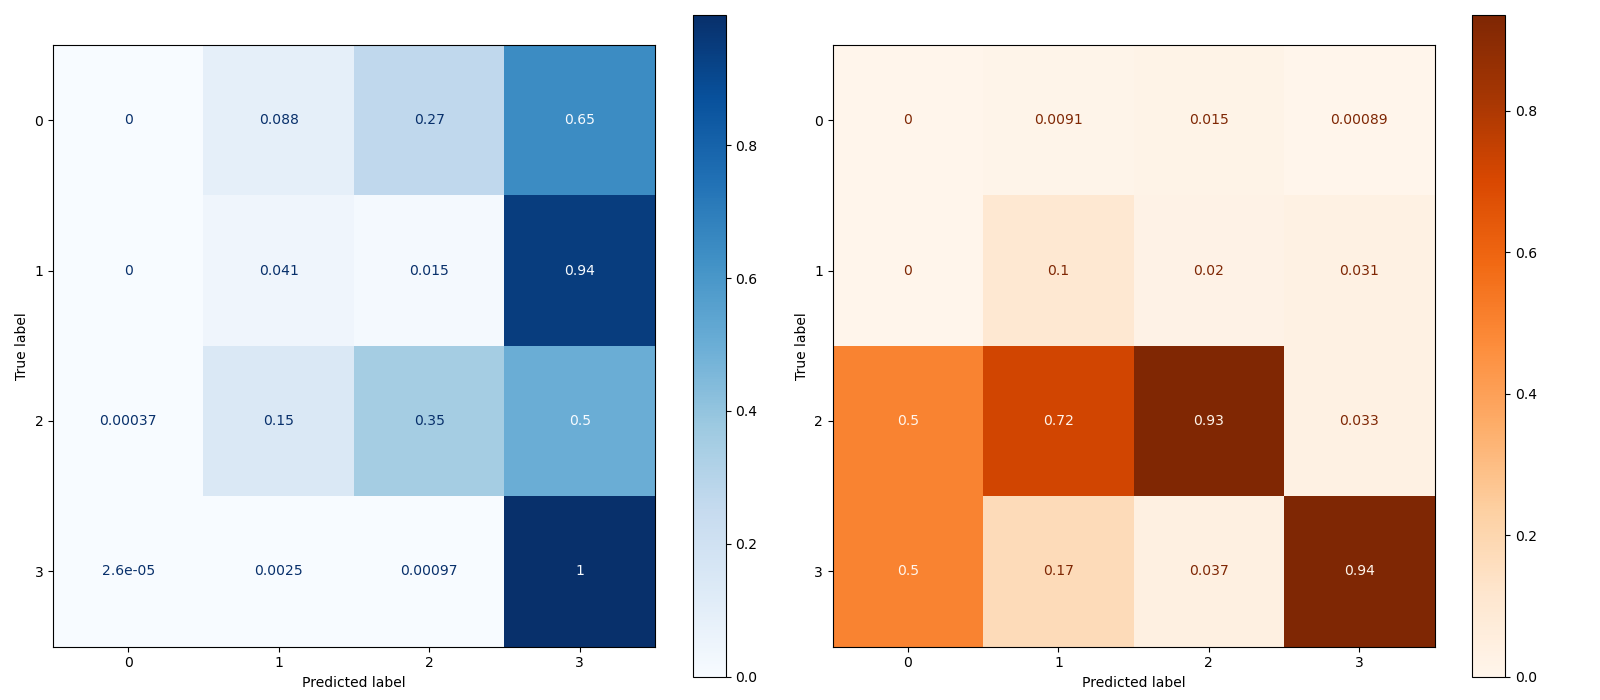 0 0 0.088 0.27 0.65
1 0 0.041 0.015 0.94
2 0.00037 0.15 0.35 0.5
3 2.6e-05 0.0025 0.00097 1
0 1 2 3
True label
Predicted label
0.8
0.6
0.4
0.2
0.0
0 0 0.0091 0.015 0.00089
1 0 0.1 0.02 0.031
2 0.5 0.72 0.93 0.033
3 0.5 0.17 0.037 0.94
0 1 2 3
True label
Predicted label
0.8
0.6
0.4
0.2
0.0